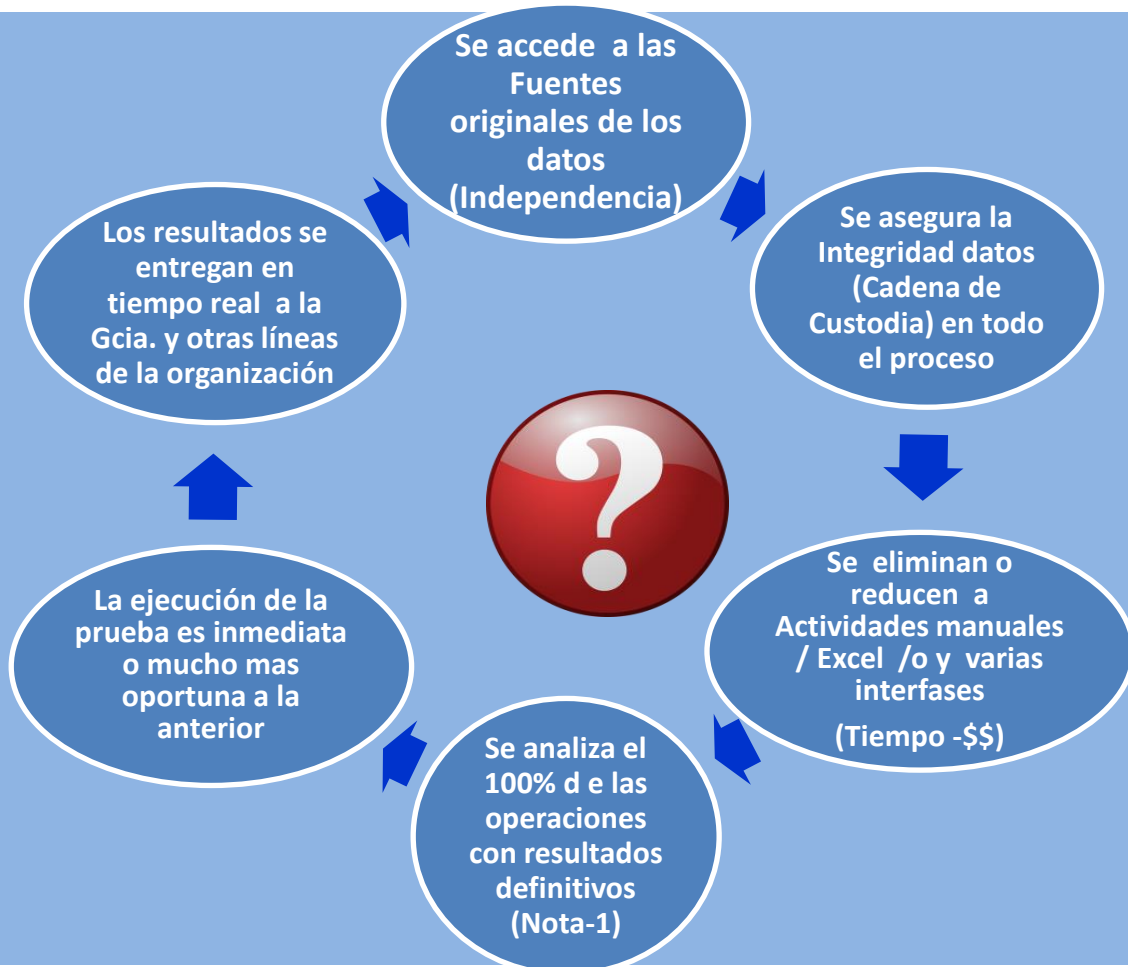 Se accede a las
Fuentes
originales de los
datos
(Independencia)
Se asegura la
Integridad datos
(Cadena de
Custodia) en todo
el proceso
Se eliminan o
reducen a
Actividades manuales
/ Excel /o y varias
interfases
(Tiempo -$$)
Se analiza el
100% d e las
operaciones
con resultados
definitivos
(Nota-1)
La ejecución de la
prueba es inmediata
o mucho mas
oportuna a la
anterior
Los resultados se
entregan en
tiempo real a la
Gcia. y otras líneas
de la organización
?